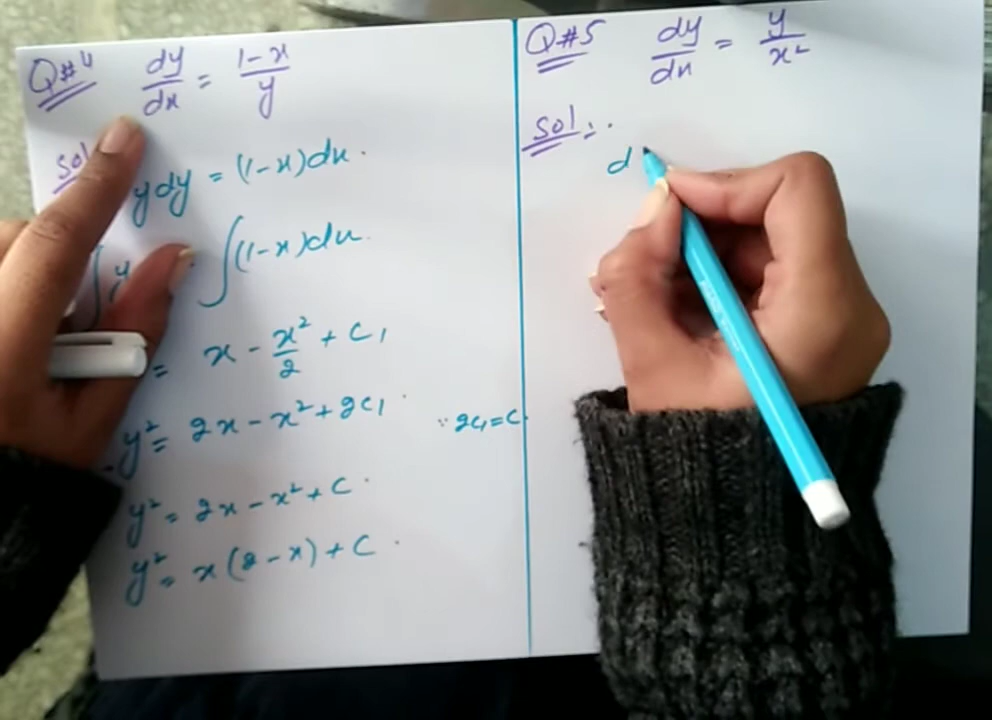 Q#4 dy/dx = 1-x/y
Sol
ydy = (1-x)dx.
∫y ∫(1-x)dx.
= x - x²/2 + c₁
y² = 2x - x² + 2c₁ ∵ 2c₁ = c
y² = 2x - x² + c.
y² = x(2-x) + c.
Q#5 dy/dx = y/x²
Sol:.
d